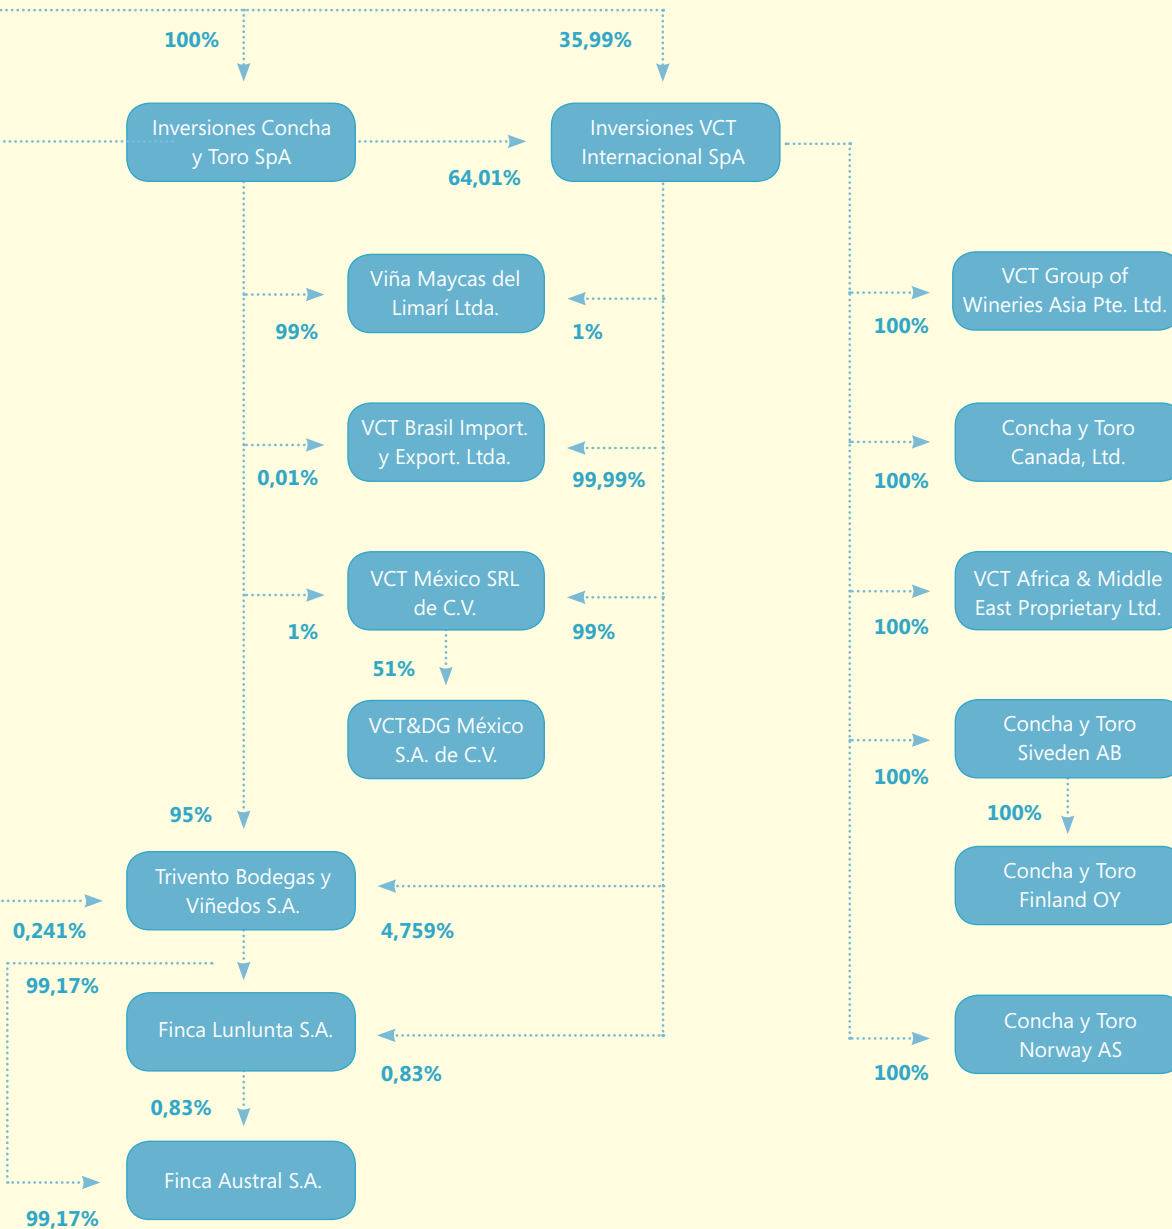 100%
35,99%
Inversiones Concha
y Toro SpA
Inversiones VCT
Internacional SpA
64,01%
Viña Maycas del
Limarí Ltda.
99%
1%
VCT Group of
Wineries Asia Pte. Ltd.
100%
VCT Brasil Import.
y Export. Ltda.
0,01%
99,99%
Concha y Toro
Canada, Ltd.
100%
VCT México SRL
de C.V.
1%
99%
VCT Africa & Middle
East Proprietary Ltd.
100%
51%
VCT&DG México
S.A. de C.V.
Concha y Toro
Siveden AB
100%
95%
100%
Trivento Bodegas y
Viñedos S.A.
0,241%
4,759%
Concha y Toro
Finland OY
99,17%
Finca Lunlunta S.A.
0,83%
Concha y Toro
Norway AS
100%
0,83%
Finca Austral S.A.
99,17%